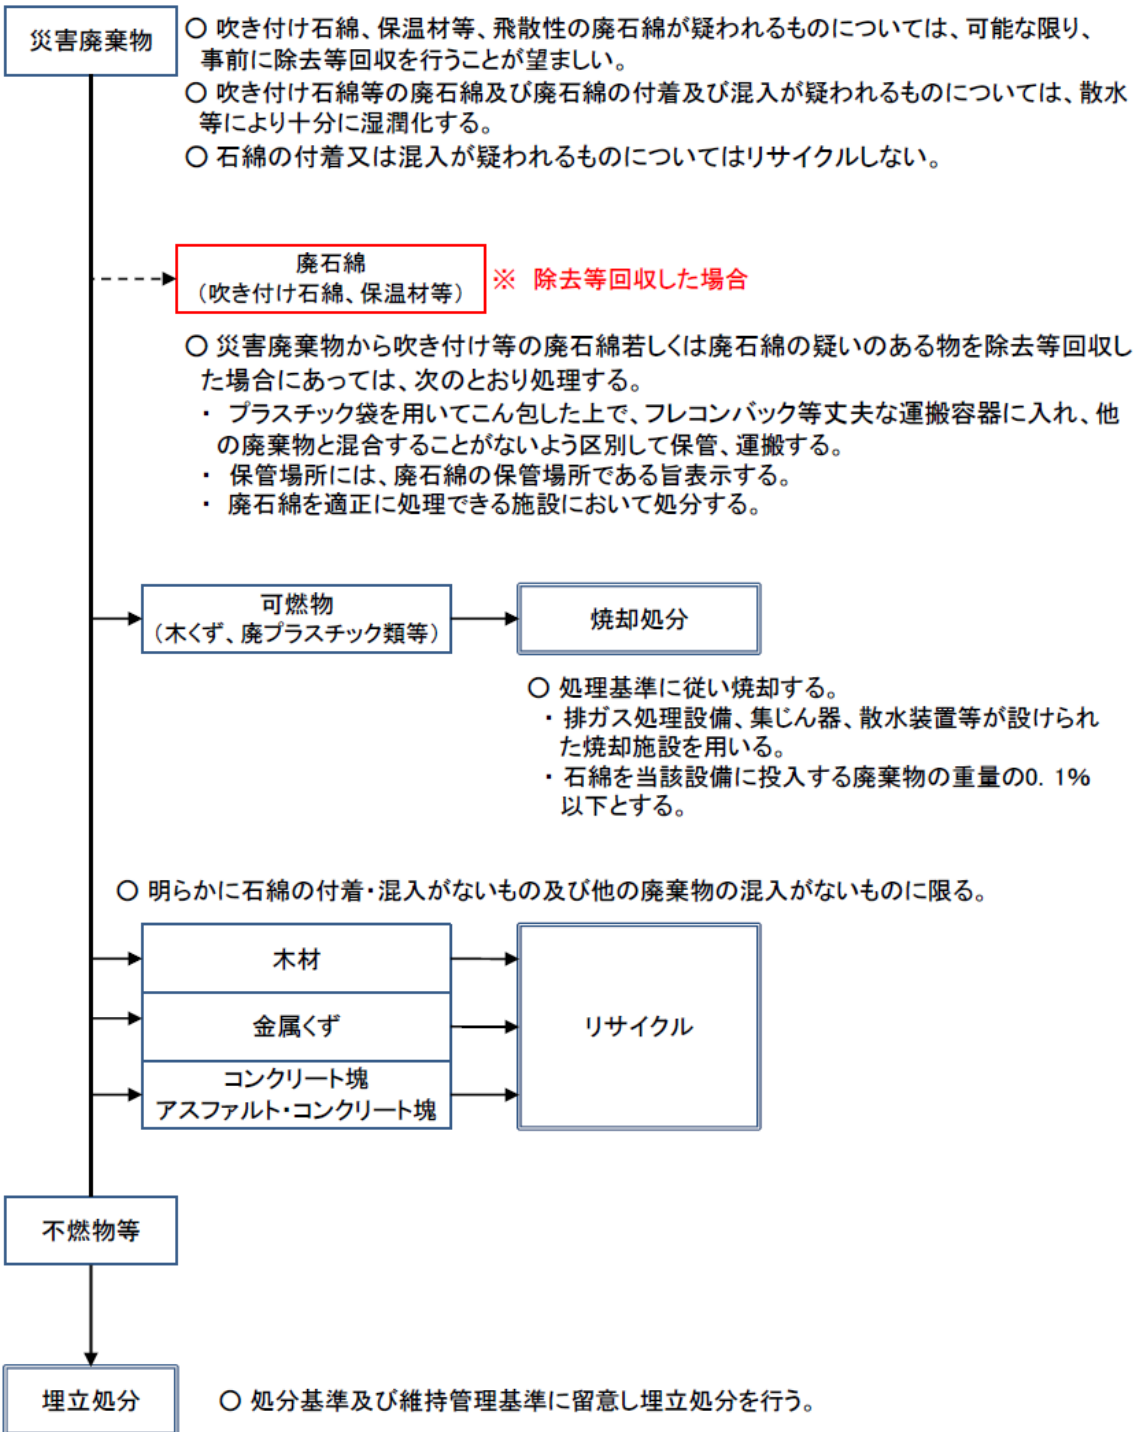 災害廃棄物
○ 吹き付け石綿、保温材等、飛散性の廃石綿が疑われるものについては、可能な限り、
事前に除去等回収を行うことが望ましい。
○ 吹き付け石綿等の廃石綿及び廃石綿の付着及び混入が疑われるものについては、散水
等により十分に湿潤化する。
○ 石綿の付着又は混入が疑われるものについてはリサイクルしない。
廃石綿
（吹き付け石綿、保温材等）
※ 除去等回収した場合
○ 災害廃棄物から吹き付け等の廃石綿若しくは廃石綿の疑いのある物を除去等回収し
た場合にあっては、次のとおり処理する。
・ プラスチック袋を用いてこん包した上で、フレコンバック等丈夫な運搬容器に入れ、他
の廃棄物と混合することがないよう区別して保管、運搬する。
・ 保管場所には、廃石綿の保管場所である旨表示する。
・ 廃石綿を適正に処理できる施設において処分する。
可燃物
（木くず、廃プラスチック類等）
焼却処分
○ 処理基準に従い焼却する。
・排ガス処理設備、集じん器、散水装置等が設けられ
た焼却施設を用いる。
・石綿を当該設備に投入する廃棄物の重量の0．1%
以下とする。
○ 明らかに石綿の付着・混入がないもの及び他の廃棄物の混入がないものに限る。
木材
金属くず
コンクリート塊
アスファルト・コンクリート塊
リサイクル
不燃物等
埋立処分
○ 処分基準及び維持管理基準に留意し埋立処分を行う。